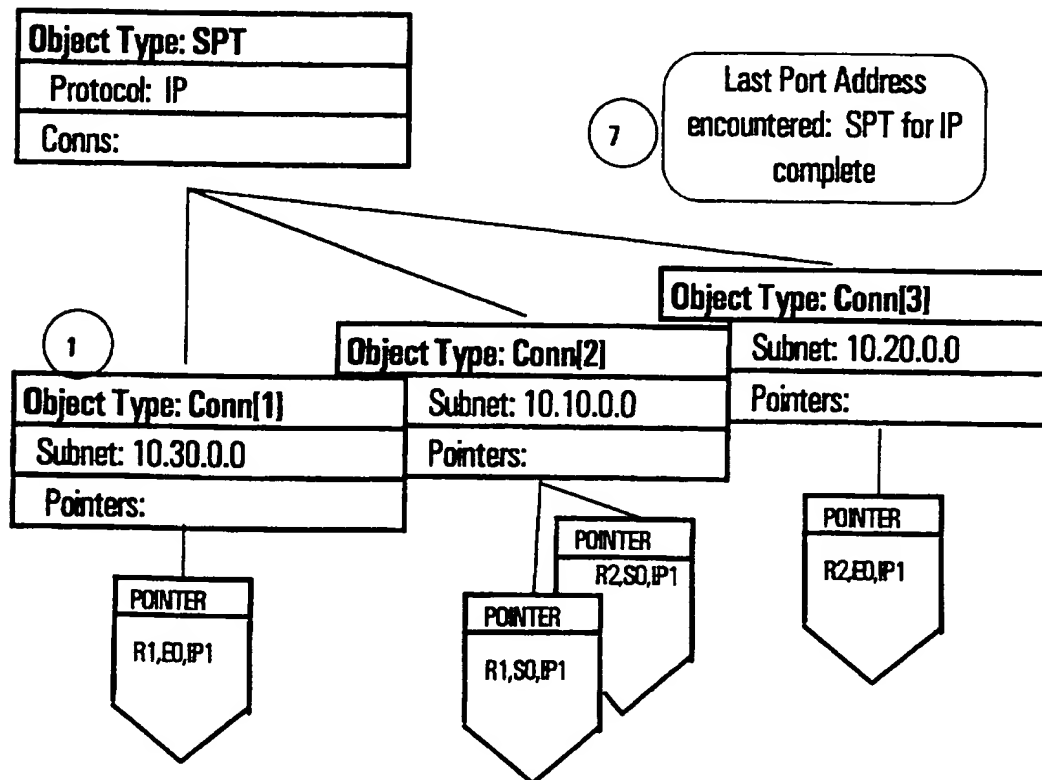 Object Type: SPT
Protocol: IP
Conns:
7
Last Port Address
encountered: SPT for IP
complete
1
Object Type: Conn[1]
Subnet: 10.30.0.0
Pointers:
Object Type: Conn[2]
Subnet: 10.10.0.0
Pointers:
Object Type: Conn[3]
Subnet: 10.20.0.0
Pointers:
POINTER
R1,E0,IP1
POINTER
R1,S0,IP1
POINTER
R2,S0,IP1
POINTER
R2,E0,IP1